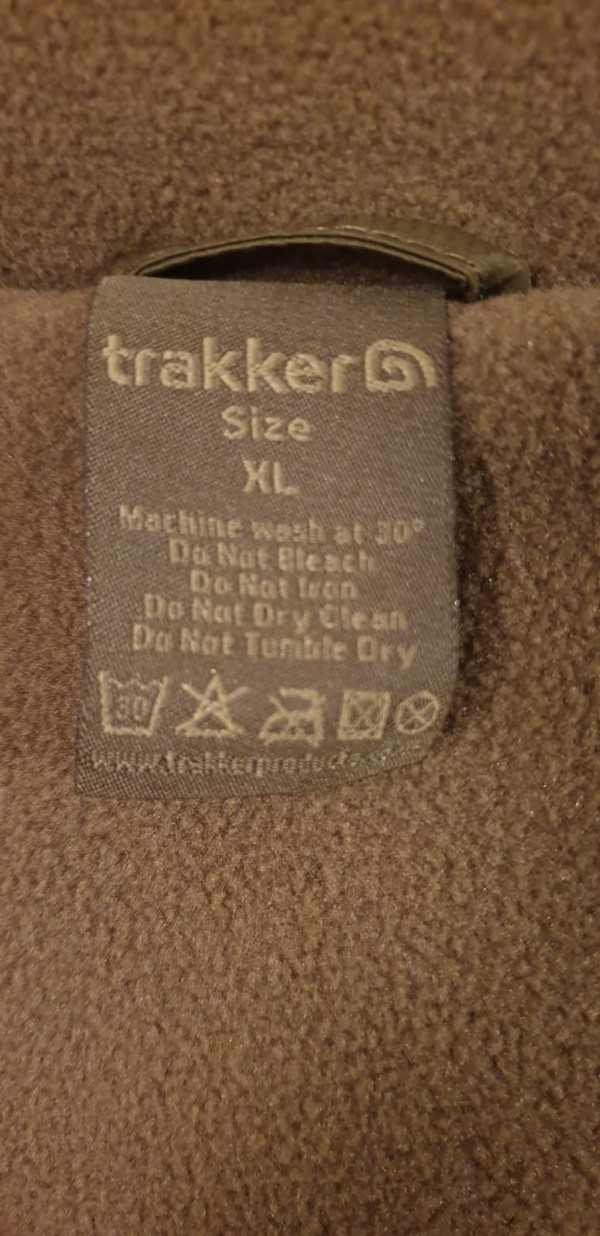 trakker
Size
XL
Machine wash at 30°
Do Not Bleach
Do Not Iron
Do Not Dry Clean
Do Not Tumble Dry
30